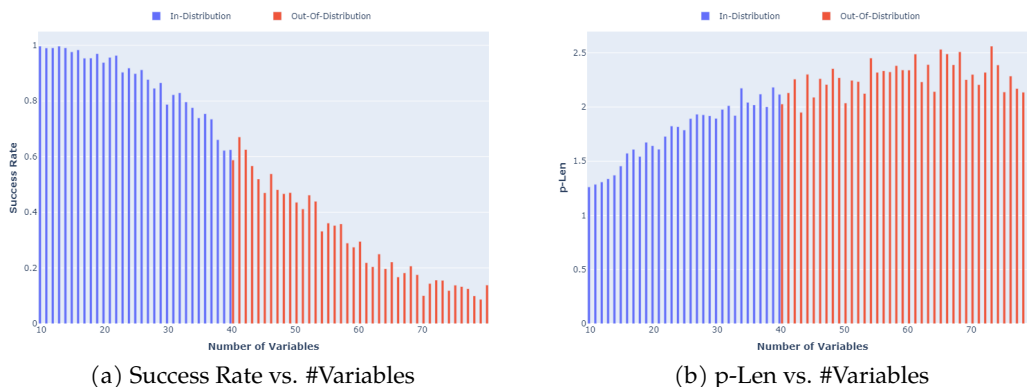 In-Distribution Out-Of-Distribution
1
0.8
0.6
0.4
0.2
0
Success Rate
10 20 30 40 50 60 70
Number of Variables
(a) Success Rate vs. #Variables
In-Distribution Out-Of-Distribution
2.5
2
1.5
1
0.5
0
p-Len
10 20 30 40 50 60 70
Number of Variables
(b) p-Len vs. #Variables